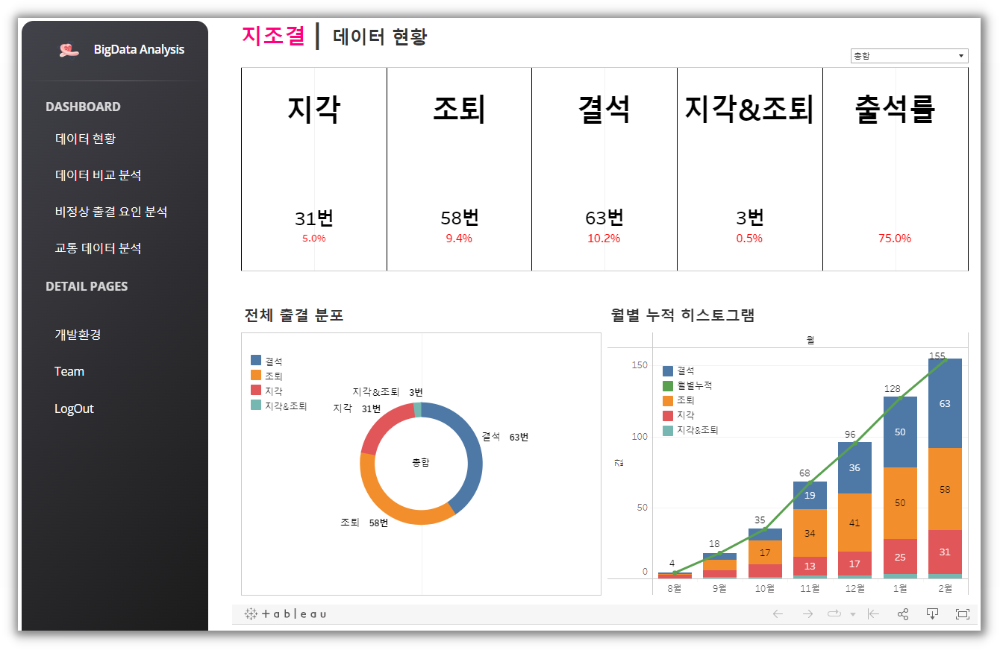 BigData Analysis
DASHBOARD
데이터 현황
데이터 비교 분석
비정상 출결 요인 분석
교통 데이터 분석
DETAIL PAGES
개발환경
Team
LogOut
지조결 | 데이터 현황
총합
지각
31번
5.0%
조퇴
58번
9.4%
결석
63번
10.2%
지각&조퇴
3번
0.5%
출석률
75.0%
전체 출결 분포
결석
조퇴
지각
지각&조퇴
지각&조퇴 3번
지각 31번
결석 63번
총합
조퇴 58번
월별 누적 히스토그램
월
결석
월별누적
조퇴
지각
지각&조퇴
값
150
100
50
0
4
18
35
17
68
19
34
13
96
36
41
17
128
50
50
25
155
63
58
31
8월 9월 10월 11월 12월 1월 2월
+ableau